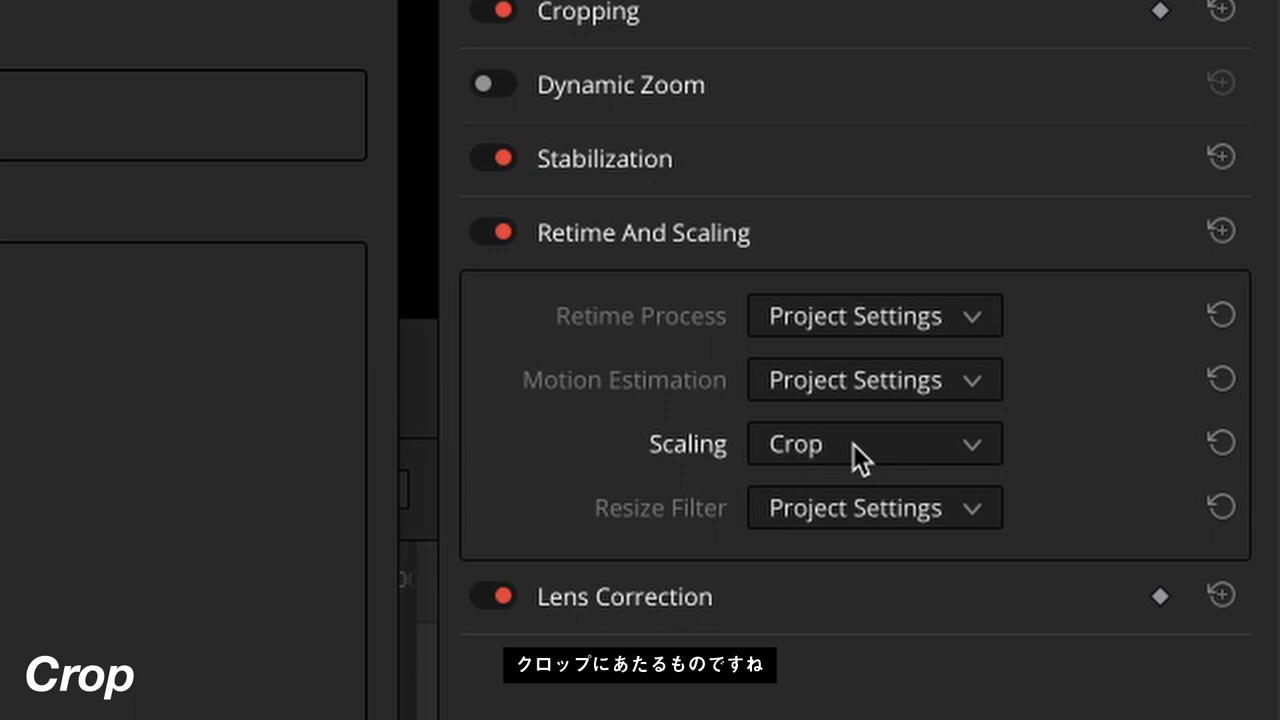 Cropping
Dynamic Zoom
Stabilization
Retime And Scaling
Retime Process Project Settings
Motion Estimation Project Settings
Scaling Crop
Resize Filter Project Settings
Lens Correction
クロップにあたるものですね
Crop